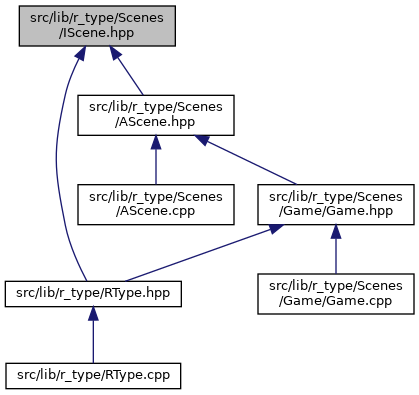 src/lib/r_type/Scenes
/IScene.hpp
src/lib/r_type/Scenes
/AScene.hpp
src/lib/r_type/Scenes
/AScene.cpp
src/lib/r_type/Scenes
/Game/Game.hpp
src/lib/r_type/RType.hpp
src/lib/r_type/Scenes
/Game/Game.cpp
src/lib/r_type/RType.cpp